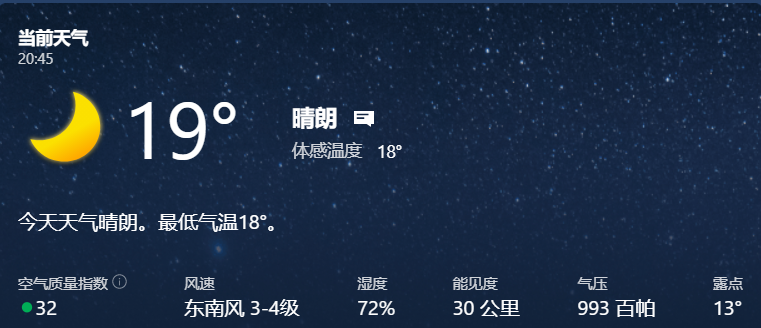 当前天气
20:45
19°
晴朗
体感温度 18°
今天天气晴朗。最低气温18°。
空气质量指数 风速 湿度 能见度 气压 露点
32 东南风 3-4级 72% 30 公里 993 百帕 13°